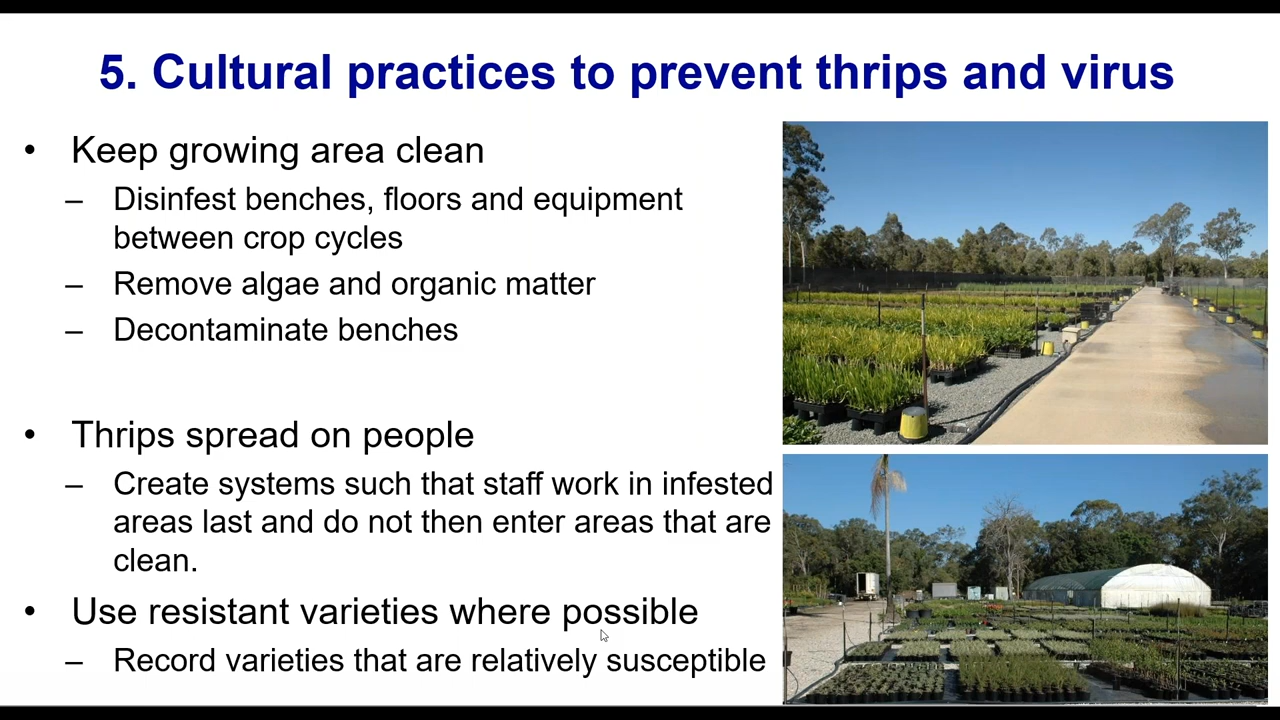 5. Cultural practices to prevent thrips and virus
• Keep growing area clean
– Disinfest benches, floors and equipment
between crop cycles
– Remove algae and organic matter
– Decontaminate benches
• Thrips spread on people
– Create systems such that staff work in infested
areas last and do not then enter areas that are
clean.
• Use resistant varieties where possible
– Record varieties that are relatively susceptible